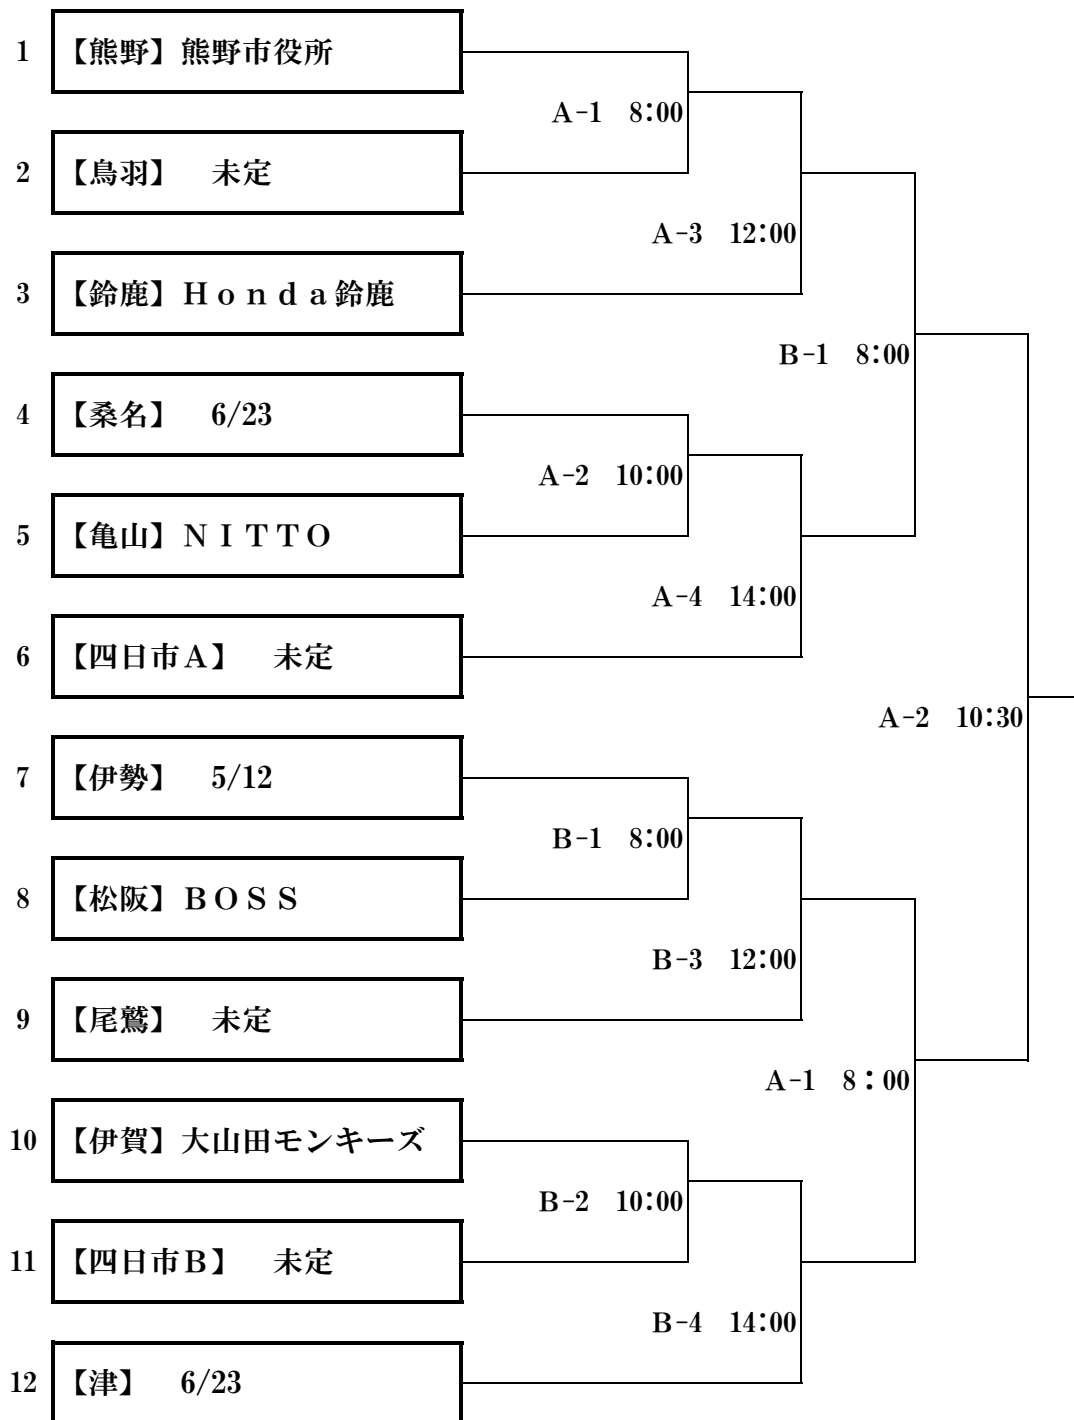 1 【熊野】熊野市役所
A-1 8:00
2 【鳥羽】 未定
A-3 12:00
3 【鈴鹿】Ｈｏｎｄａ鈴鹿
B-1 8:00
4 【桑名】 6/23
A-2 10:00
5 【亀山】ＮＩＴＴＯ
A-4 14:00
6 【四日市Ａ】 未定
A-2 10:30
7 【伊勢】 5/12
B-1 8:00
8 【松阪】ＢＯＳＳ
B-3 12:00
9 【尾鷲】 未定
A-1 8：00
10 【伊賀】大山田モンキーズ
B-2 10:00
11 【四日市Ｂ】 未定
B-4 14:00
12 【津】 6/23